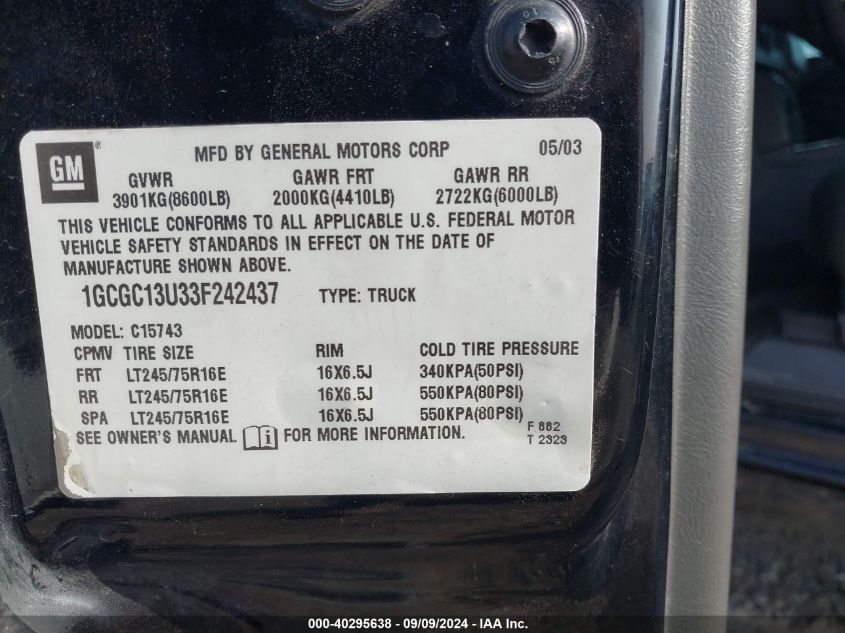 GM ® MFD BY GENERAL MOTORS CORP 05/03
GVWR GAWR FRT GAWR RR
3901KG(8600LB) 2000KG(4410LB) 2722KG(6000LB)
THIS VEHICLE CONFORMS TO ALL APPLICABLE U.S. FEDERAL MOTOR
VEHICLE SAFETY STANDARDS IN EFFECT ON THE DATE OF
MANUFACTURE SHOWN ABOVE.
1GCGC13U33F242437 TYPE: TRUCK
MODEL: C15743
CPMV TIRE SIZE RIM COLD TIRE PRESSURE
FRT LT245/75R16E 16X6.5J 340KPA(50PSI)
RR LT245/75R16E 16X6.5J 550KPA(80PSI)
SPA LT245/75R16E 16X6.5J 550KPA(80PSI)
SEE OWNER'S MANUAL i FOR MORE INFORMATION.
F 882
T 2323
000-40295638 - 09/09/2024 - IAA Inc.